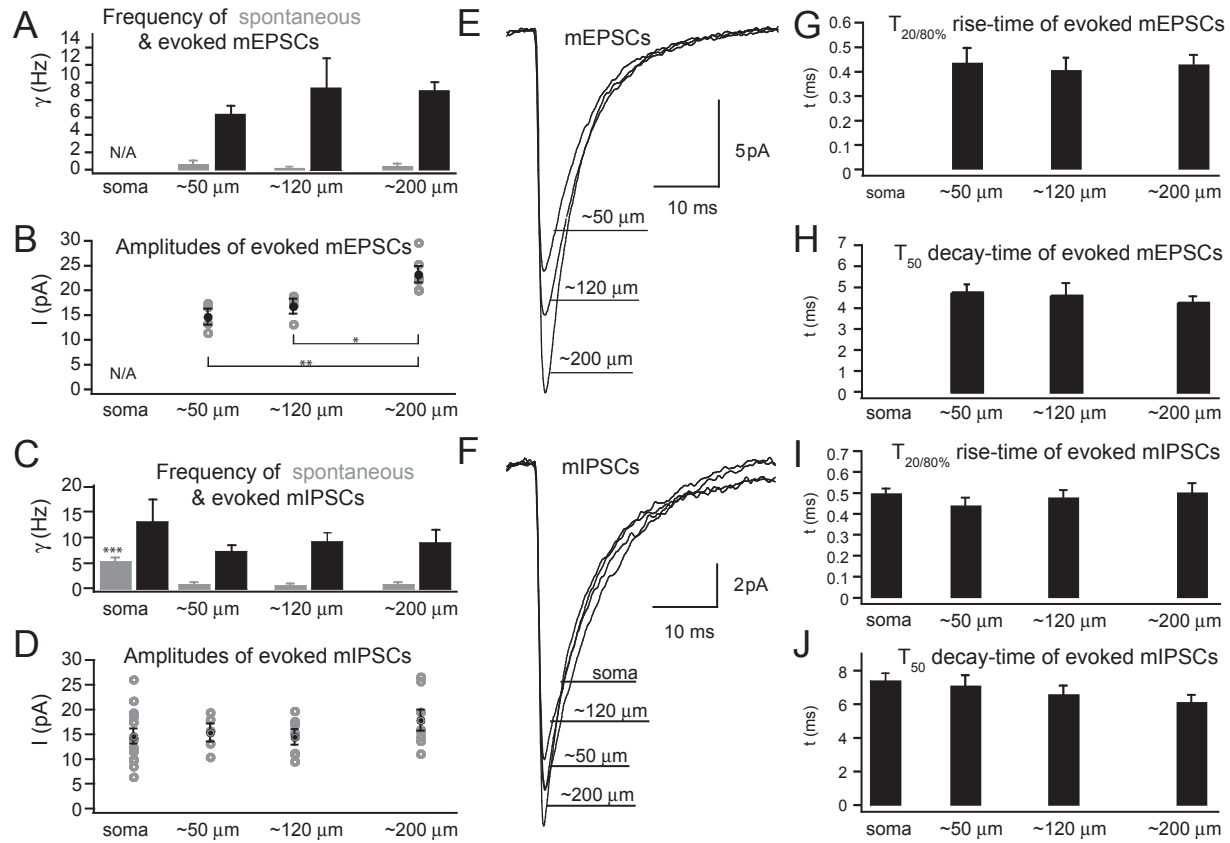 A
Frequency of spontaneous
& evoked mEPSCs
γ (Hz)
14
12
10
8
6
4
2
0
N/A
soma ~50 μm ~120 μm ~200 μm
B
Amplitudes of evoked mEPSCs
I (pA)
30
25
20
15
10
5
0
*
**
N/A
soma ~50 μm ~120 μm ~200 μm
C
Frequency of spontaneous
& evoked mIPSCs
γ (Hz)
20
15
10
5
0
***
soma ~50 μm ~120 μm ~200 μm
D
Amplitudes of evoked mIPSCs
I (pA)
30
25
20
15
10
5
0
soma ~50 μm ~120 μm ~200 μm
E
mEPSCs
5pA
10 ms
~50 μm
~120 μm
~200 μm
F
mIPSCs
2pA
10 ms
soma
~120 μm
~50 μm
~200 μm
G
T20/80% rise-time of evoked mEPSCs
t (ms)
0.6
0.5
0.4
0.3
0.2
0.1
0
soma ~50 μm ~120 μm ~200 μm
H
T50 decay-time of evoked mEPSCs
t (ms)
7
6
5
4
3
2
1
0
soma ~50 μm ~120 μm ~200 μm
I
T20/80% rise-time of evoked mIPSCs
t (ms)
0.7
0.6
0.5
0.4
0.3
0.2
0.1
0
soma ~50 μm ~120 μm ~200 μm
J
T50 decay-time of evoked mIPSCs
t (ms)
8
6
4
2
0
soma ~50 μm ~120 μm ~200 μm